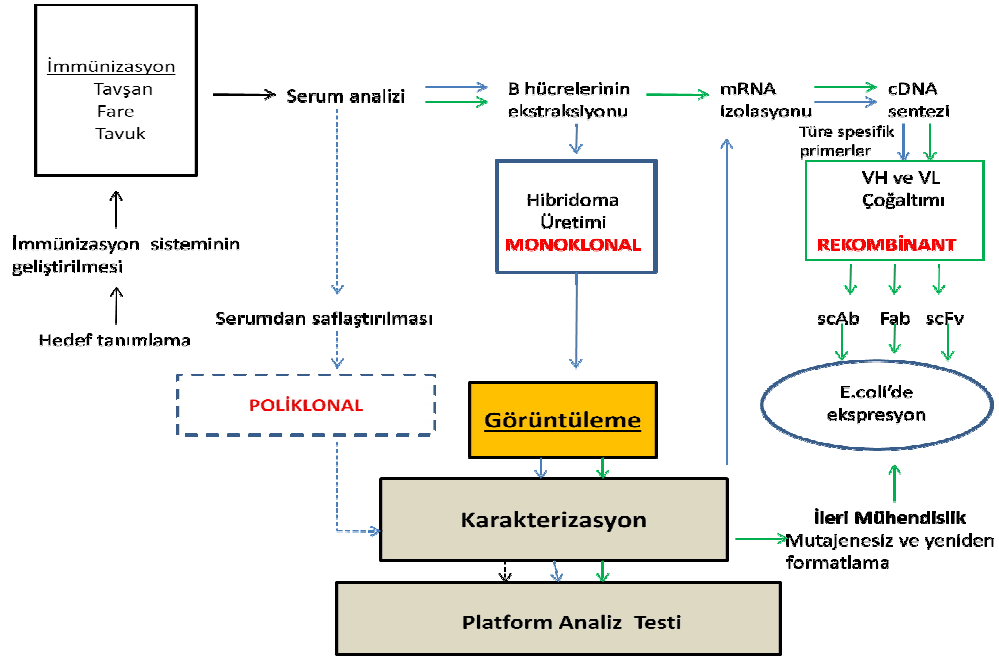 İmmünizasyon
Tavşan
Fare
Tavuk
Serum analizi
B hücrelerinin
ekstraksiyonu
mRNA
izolasyonu
cDNA
sentezi
Türe spesifik
primerler
Hibridoma
Üretimi
MONOKLONAL
VH ve VL
Çoğaltımı
REKOMBİNANT
İmmünizasyon sisteminin
geliştirilmesi
Hedef tanımlama
Serumdan saflaştırılması
POLİKLONAL
scAb Fab scFv
E.coli’de
ekspresyon
Görüntüleme
Karakterizasyon
İleri Mühendislik
Mutajenesiz ve yeniden
formatlama
Platform Analiz Testi